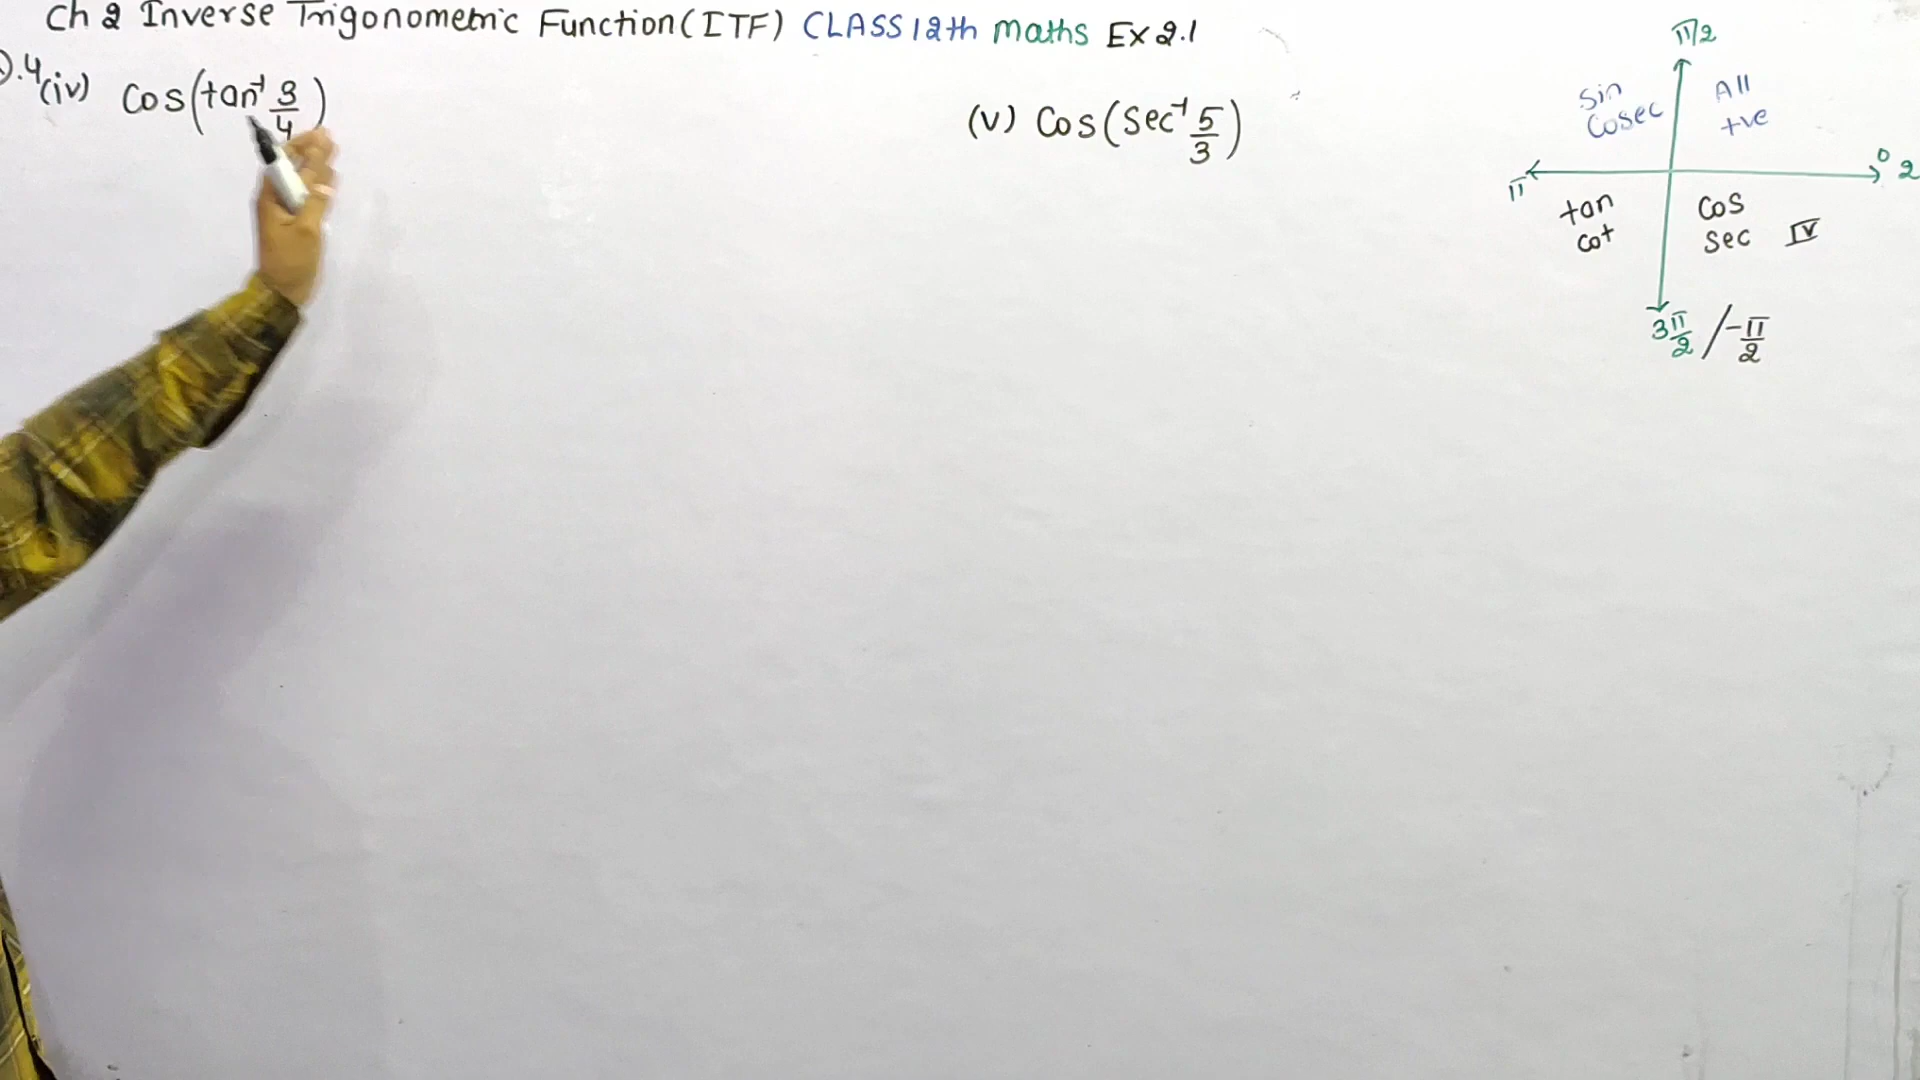 Ch 2 Inverse Trigonometric Function (ITF) CLASS 12th maths Ex 2.1
Q.4 (iv) Cos(tan⁻¹ 3/4)
(v) Cos(Sec⁻¹ 5/3)
π/2
Sin
Cosec
All
+ve
π
0
2
tan
cot
Cos
Sec
IV
3π/2 / -π/2